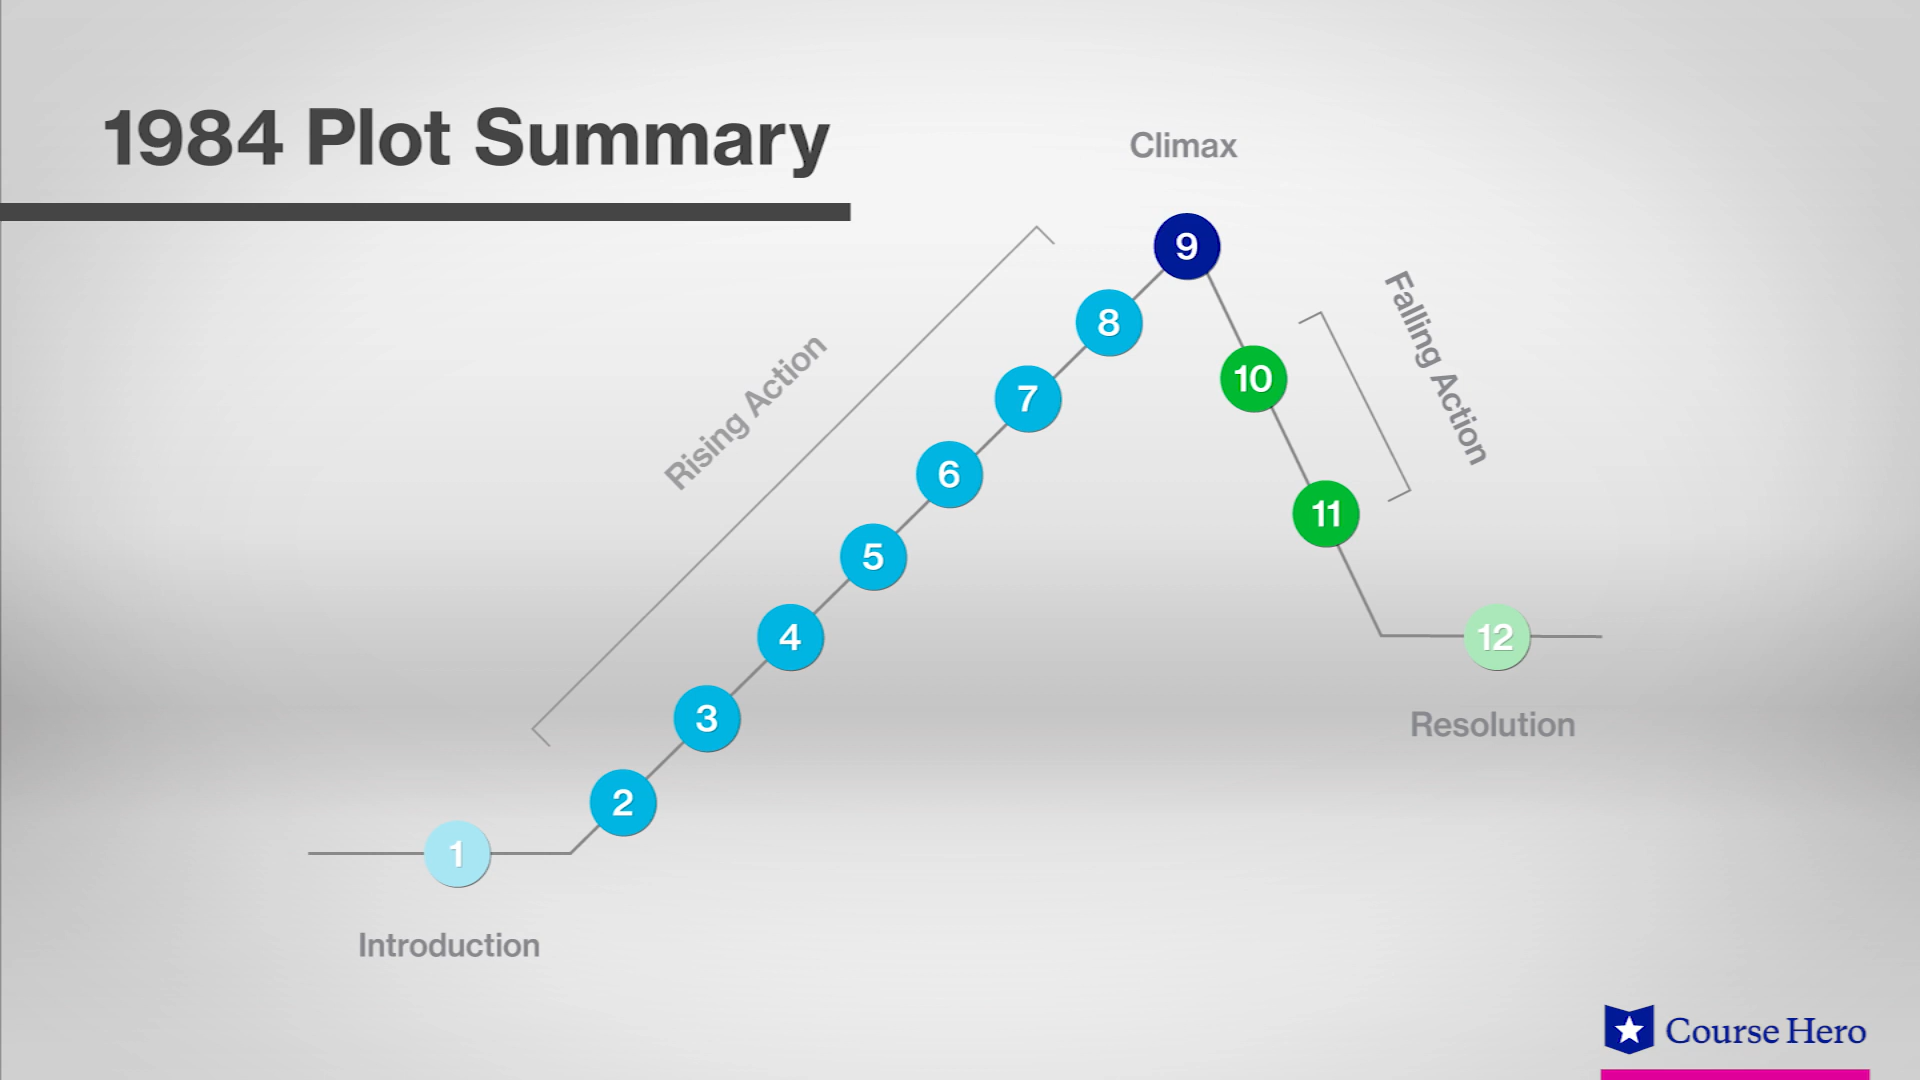 1984 Plot Summary
Climax
9
8
Falling Action
Rising Action
10
7
6
11
5
4
12
3
Resolution
2
1
Introduction
Course Hero